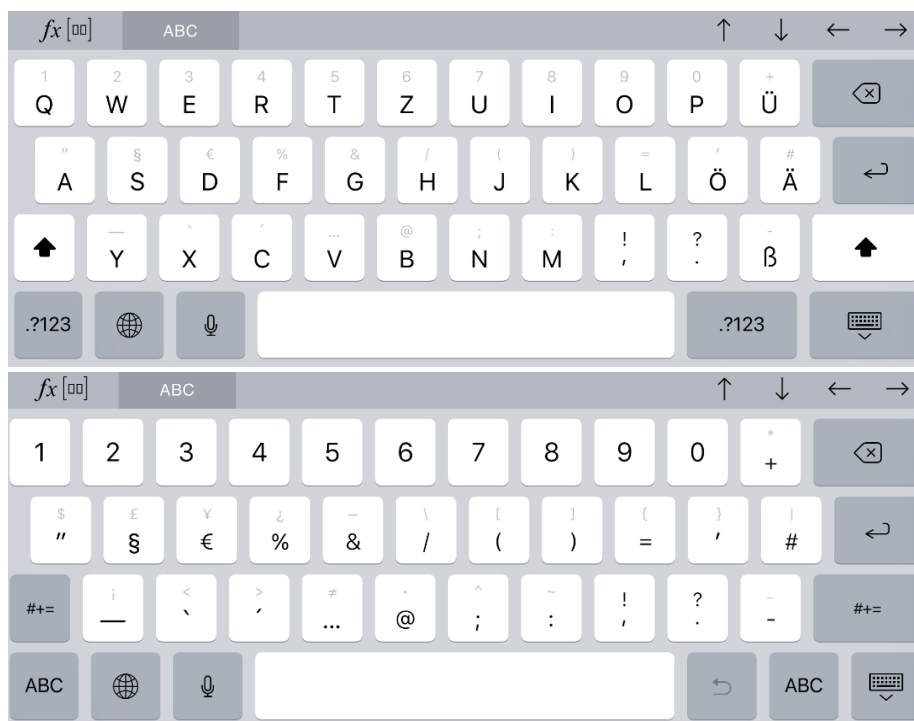 fx [▯▯] ABC ↑ ↓ ← →
1 2 3 4 5 6 7 8 9 0 +
Q W E R T Z U I O P Ü
" § € % & / ( ) = ' #
A S D F G H J K L Ö Ä
— ` ´ ... @ ; : ! ? -
Y X C V B N M , . ß
.?123 .?123
fx [▯▯] ABC ↑ ↓ ← →
*
1 2 3 4 5 6 7 8 9 0 +
$ £ ¥ ¿ — \ [ ] { } |
" § € % & / ( ) = ' #
¡ < > ≠ · ^ ~ ! ? _
#+= — ` ´ ... @ ; : , . - #+=
ABC ABC